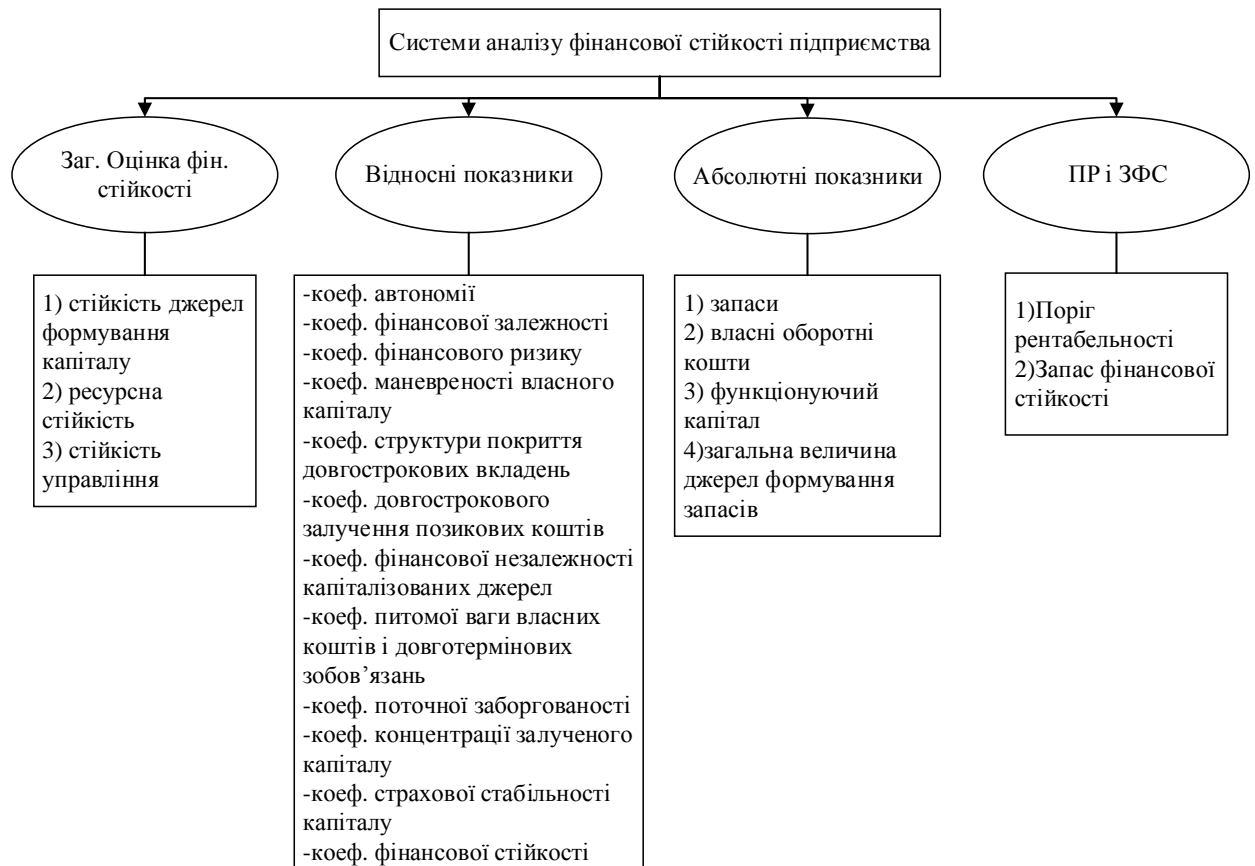 Системи аналізу фінансової стійкості підприємства
Заг. Оцінка фін.
стійкості
Відносні показники
Абсолютні показники
ПР і ЗФС
1) стійкість джерел
формування
капіталу
2) ресурсна
стійкість
3) стійкість
управління
-коеф. автономії
-коеф. фінансової залежності
-коеф. фінансового ризику
-коеф. маневреності власного
капіталу
-коеф. структури покриття
довгострокових вкладень
-коеф. довгострокового
залучення позикових коштів
-коеф. фінансової незалежності
капіталізованих джерел
-коеф. питомої ваги власних
коштів і довготермінових
зобов’язань
-коеф. поточної заборгованості
-коеф. концентрації залученого
капіталу
-коеф. страхової стабільності
капіталу
-коеф. фінансової стійкості
1) запаси
2) власні оборотні
кошти
3) функціонуючий
капітал
4)загальна величина
джерел формування
запасів
1)Поріг
рентабельності
2)Запас фінансової
стійкості